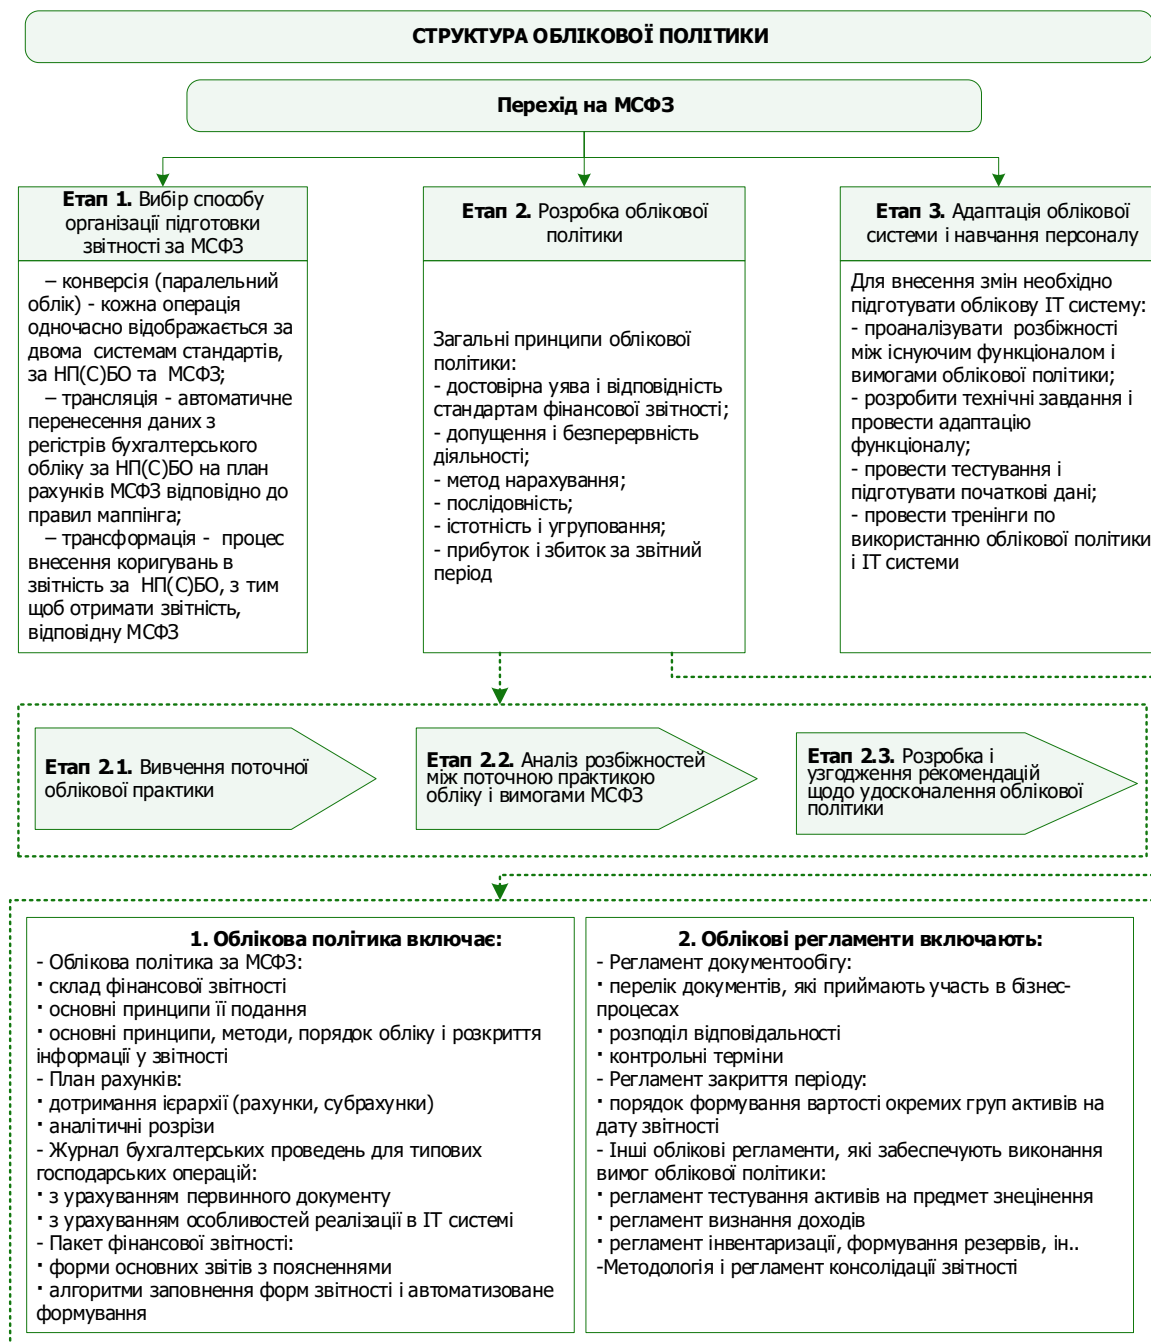 СТРУКТУРА ОБЛІКОВОЇ ПОЛІТИКИ
Перехід на МСФЗ
Етап 1. Вибір способу
організації підготовки
звітності за МСФЗ
– конверсія (паралельний
облік) - кожна операція
одночасно відображається за
двома системам стандартів,
за НП(С)БО та МСФЗ;
– трансляція - автоматичне
перенесення даних з
регістрів бухгалтерського
обліку за НП(С)БО на план
рахунків МСФЗ відповідно до
правил маппінга;
– трансформація - процес
внесення коригувань в
звітність за НП(С)БО, з тим
щоб отримати звітність,
відповідну МСФЗ
Етап 2. Розробка облікової
політики
Загальні принципи облікової
політики:
- достовірна уява і відповідність
стандартам фінансової звітності;
- допущення і безперервність
діяльності;
- метод нарахування;
- послідовність;
- істотність і угруповання;
- прибуток і збиток за звітний
період
Етап 3. Адаптація облікової
системи і навчання персоналу
Для внесення змін необхідно
підготувати облікову ІТ систему:
- проаналізувати розбіжності
між існуючим функціоналом і
вимогами облікової політики;
- розробити технічні завдання і
провести адаптацію
функціоналу;
- провести тестування і
підготувати початкові дані;
- провести тренінги по
використанню облікової політики
і ІТ системи
Етап 2.1. Вивчення поточної
облікової практики
Етап 2.2. Аналіз розбіжностей
між поточною практикою
обліку і вимогами МСФЗ
Етап 2.3. Розробка і
узгодження рекомендацій
щодо удосконалення облікової
політики
1. Облікова політика включає:
- Облікова політика за МСФЗ:
· склад фінансової звітності
· основні принципи її подання
· основні принципи, методи, порядок обліку і розкриття
інформації у звітності
- План рахунків:
· дотримання ієрархії (рахунки, субрахунки)
· аналітичні розрізи
- Журнал бухгалтерських проведень для типових
господарських операцій:
· з урахуванням первинного документу
· з урахуванням особливостей реалізації в ІТ системі
- Пакет фінансової звітності:
· форми основних звітів з поясненнями
· алгоритми заповнення форм звітності і автоматизоване
формування
2. Облікові регламенти включають:
- Регламент документообігу:
· перелік документів, які приймають участь в бізнес-
процесах
· розподіл відповідальності
· контрольні терміни
- Регламент закриття періоду:
· порядок формування вартості окремих груп активів на
дату звітності
- Інші облікові регламенти, які забезпечують виконання
вимог облікової політики:
· регламент тестування активів на предмет знецінення
· регламент визнання доходів
· регламент інвентаризації, формування резервів, ін..
-Методологія і регламент консолідації звітності